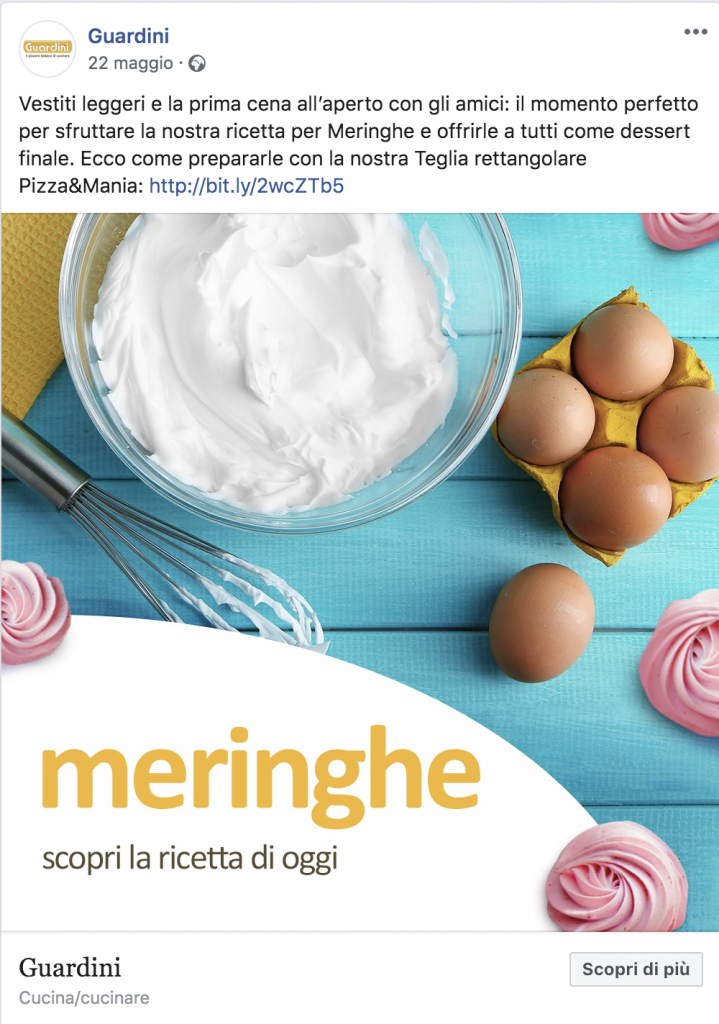 Guardini
Guardini
22 maggio ·
Vestiti leggeri e la prima cena all'aperto con gli amici: il momento perfetto
per sfruttare la nostra ricetta per Meringhe e offrirle a tutti come dessert
finale. Ecco come prepararle con la nostra Teglia rettangolare
Pizza&Mania: http://bit.ly/2wcZTb5
meringhe
scopri la ricetta di oggi
Guardini
Scopri di più
Cucina/cucinare